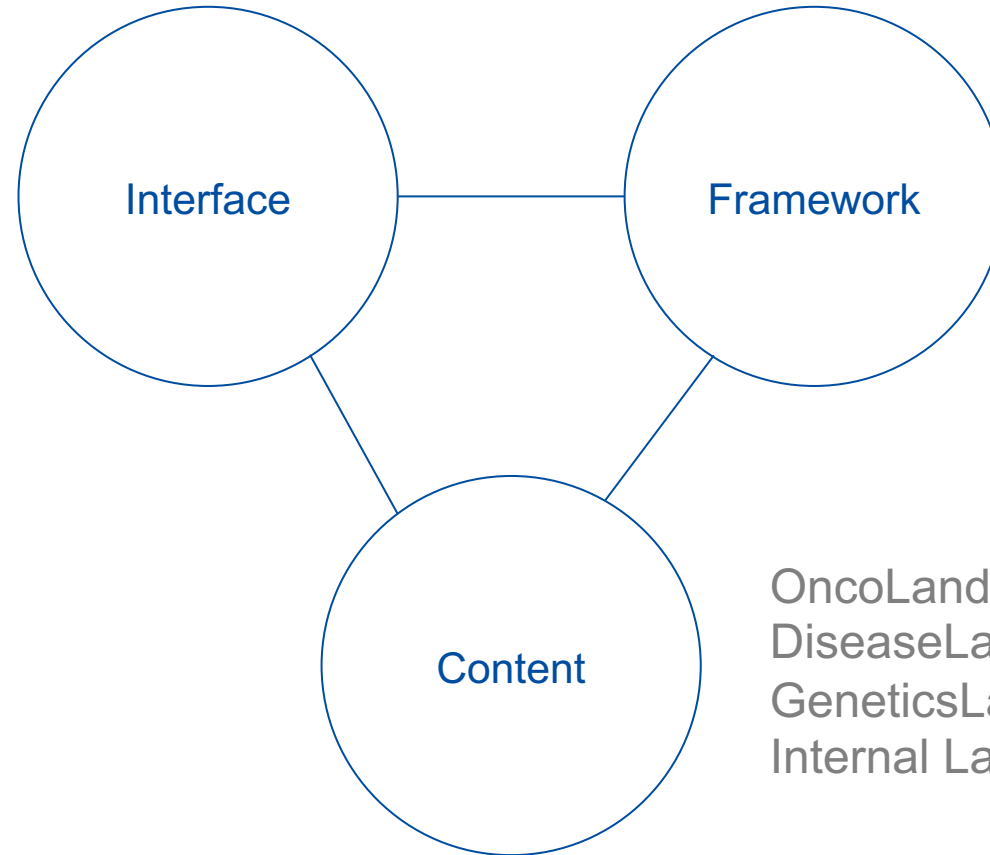 Interface
Framework
Content
OncoLand
DiseaseLa
GeneticsLa
Internal La